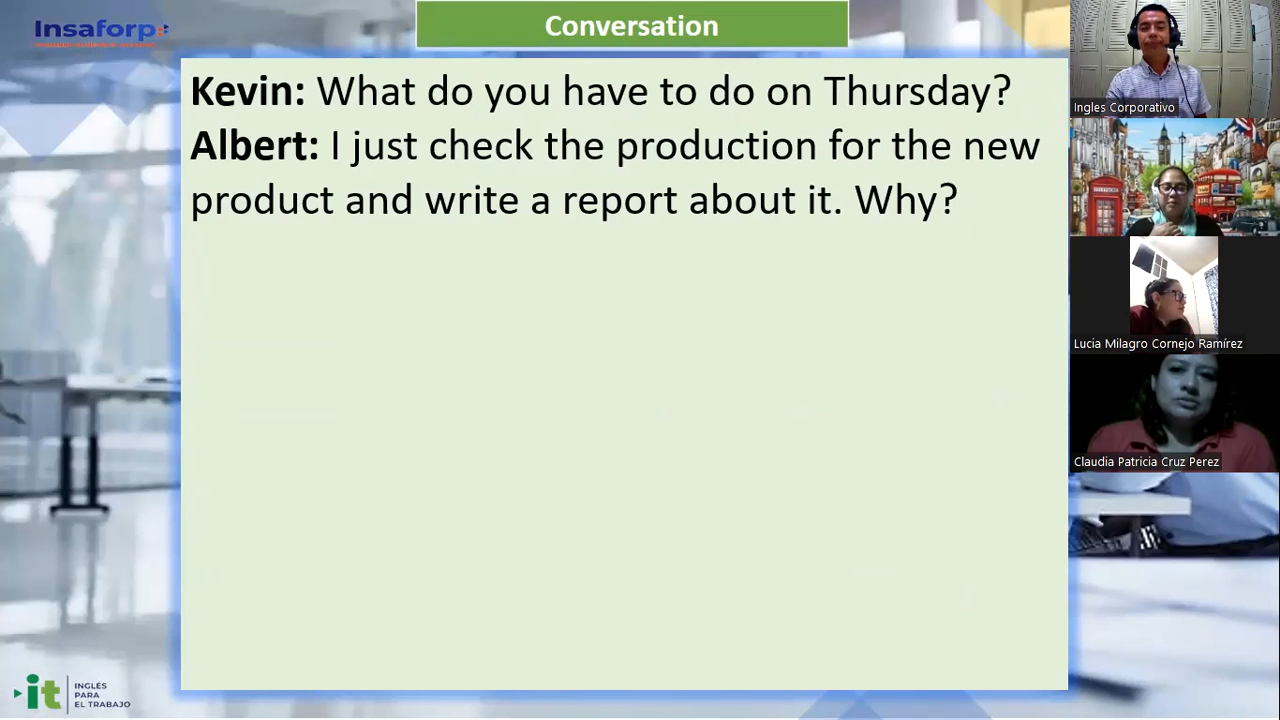 Insaforp
Conversation
Kevin: What do you have to do on Thursday?
Albert: I just check the production for the new
product and write a report about it. Why?
Ingles Corporativo
Lucia Milagro Cornejo Ramírez
Claudia Patricia Cruz Perez
it
INGLÉS
PARA
EL TRABAJO